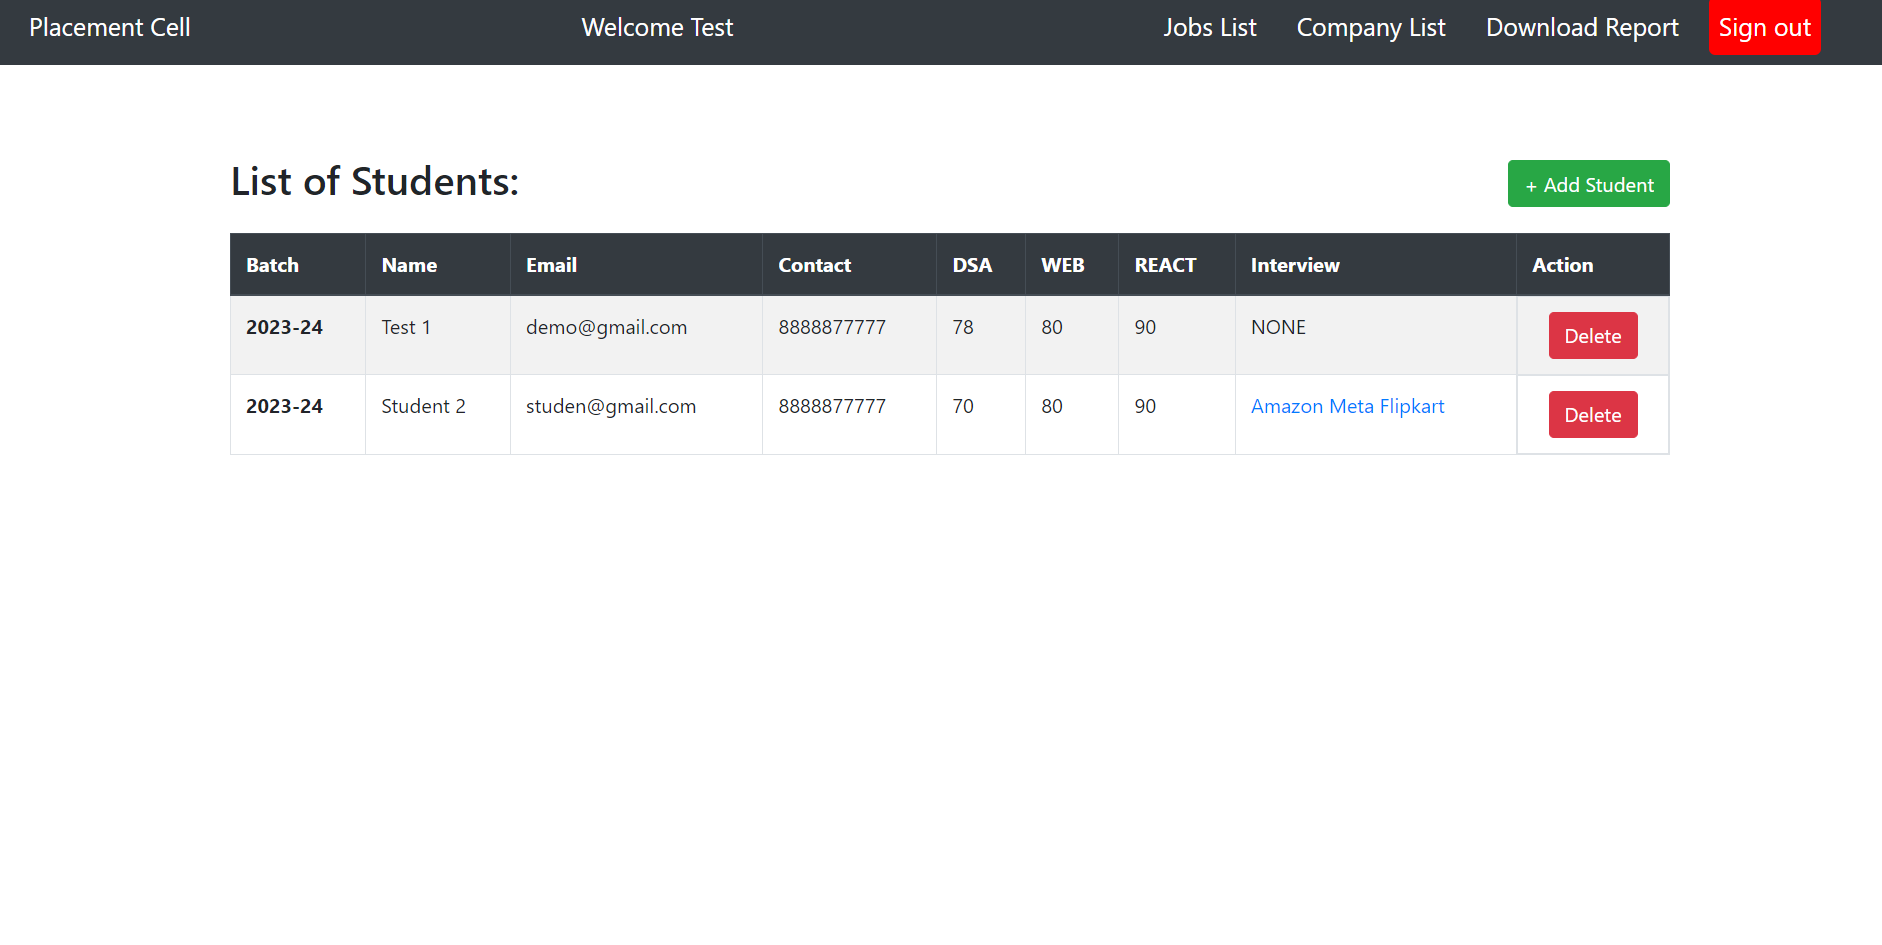 Placement Cell Welcome Test Jobs List Company List Download Report Sign out
List of Students: + Add Student
Batch Name Email Contact DSA WEB REACT Interview Action
2023-24 Test 1 demo@gmail.com 8888877777 78 80 90 NONE Delete
2023-24 Student 2 studen@gmail.com 8888877777 70 80 90 Amazon Meta Flipkart Delete